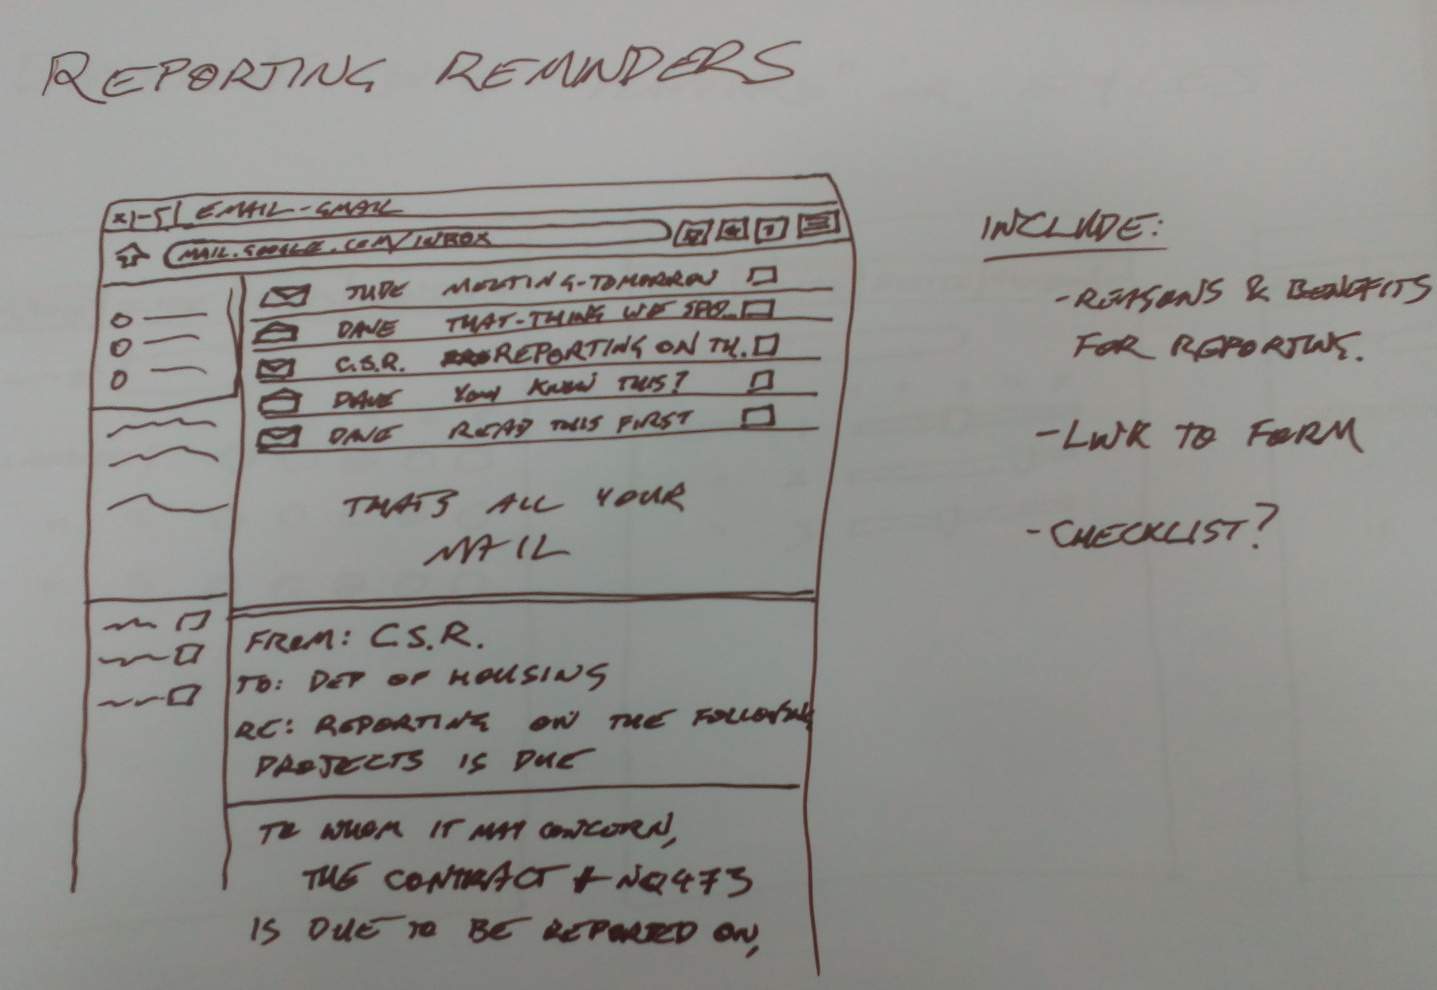 REPORTING REMINDERS
EMAIL-GMAIL
MAIL.GOOGLE.COM/INBOX
JUDE MEETING-TOMORROW
DAVE THAT-THING WE SPO...
C.S.R. REPORTING ON TH.
DAVE YOU KNOW THIS?
DAVE READ THIS FIRST
THATS ALL YOUR
MAIL
FROM: C.S.R.
TO: DEP OF HOUSING
RE: REPORTING ON THE FOLLOWING
PROJECTS IS DUE
TO WHOM IT MAY CONCERN,
THE CONTRACT # NQ473
IS DUE TO BE REPORTED ON,
INCLUDE:
- REASONS & BENEFITS
FOR REPORTING.
- LINK TO FORM
- CHECKLIST?